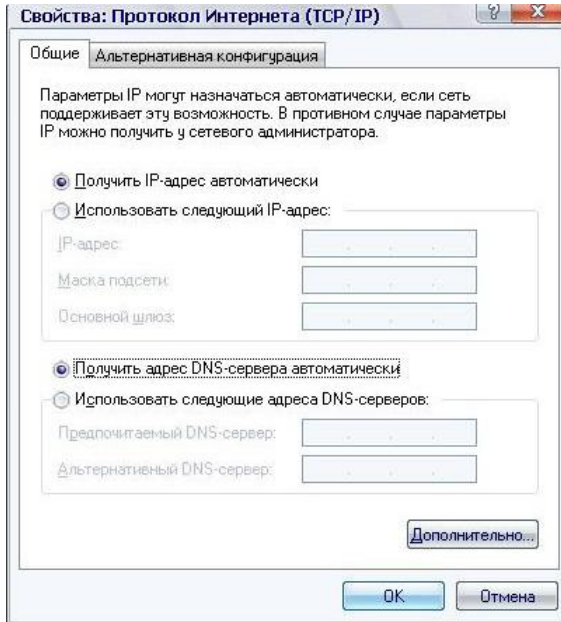 Свойства: Протокол Интернета (TCP/IP)
Общие
Альтернативная конфигурация
Параметры IP могут назначаться автоматически, если сеть
поддерживает эту возможность. В противном случае параметры
IP можно получить у сетевого администратора.
Получить IP-адрес автоматически
Использовать следующий IP-адрес:
IP-адрес:
Маска подсети:
Основной шлюз:
Получить адрес DNS-сервера автоматически
Использовать следующие адреса DNS-серверов:
Предпочитаемый DNS-сервер:
Альтернативный DNS-сервер:
Дополнительно...
OK
Отмена